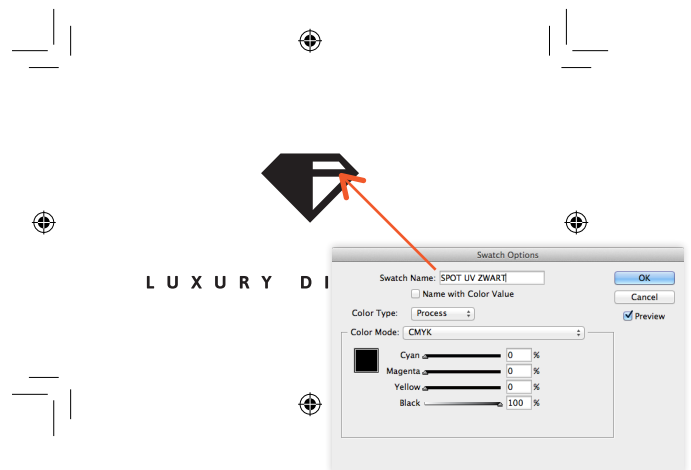 LUXURY DI
Swatch Options
Swatch Name: SPOT UV ZWART
Name with Color Value
Color Type: Process
Color Mode: CMYK
Cyan 0 %
Magenta 0 %
Yellow 0 %
Black 100 %
OK
Cancel
Preview